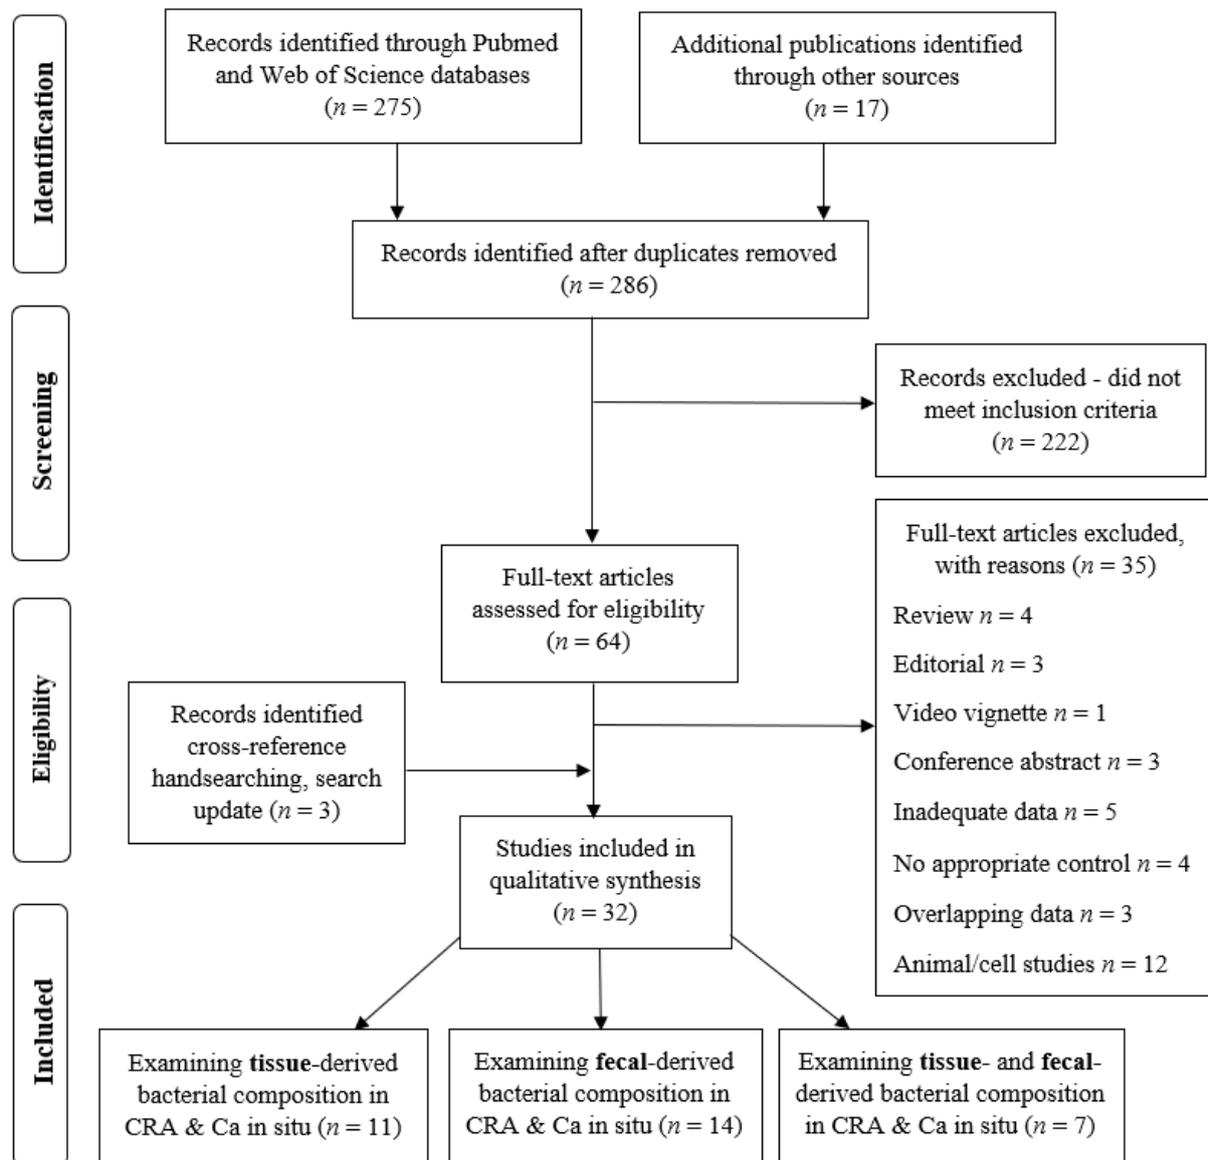 Identification
Records identified through Pubmed
and Web of Science databases
(n = 275)
Additional publications identified
through other sources
(n = 17)
Records identified after duplicates removed
(n = 286)
Screening
Records excluded - did not
meet inclusion criteria
(n = 222)
Full-text articles
assessed for eligibility
(n = 64)
Full-text articles excluded,
with reasons (n = 35)
Review n = 4
Editorial n = 3
Video vignette n = 1
Conference abstract n = 3
Inadequate data n = 5
No appropriate control n = 4
Overlapping data n = 3
Animal/cell studies n = 12
Eligibility
Records identified
cross-reference
handsearching, search
update (n = 3)
Studies included in
qualitative synthesis
(n = 32)
Included
Examining tissue-derived
bacterial composition in
CRA & Ca in situ (n = 11)
Examining fecal-derived
bacterial composition in
CRA & Ca in situ (n = 14)
Examining tissue- and fecal-
derived bacterial composition
in CRA & Ca in situ (n = 7)